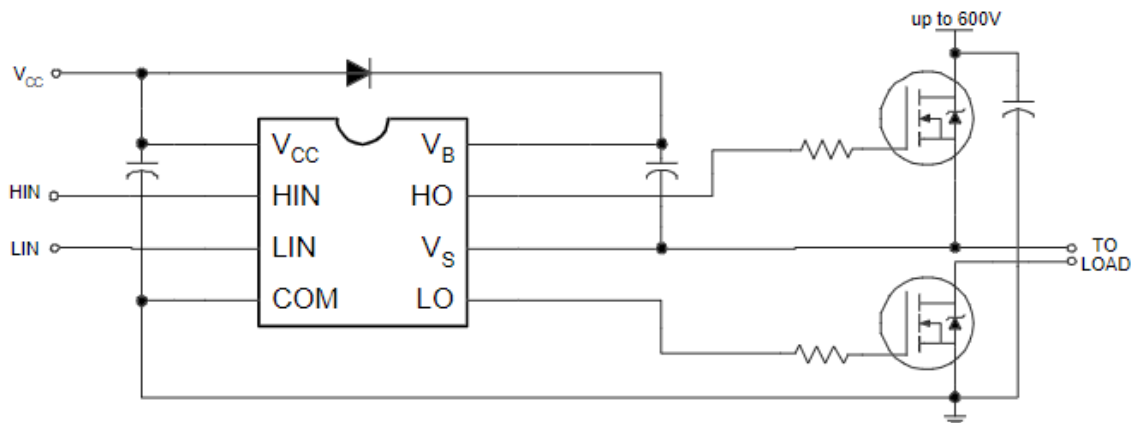 up to 600V
VCC
VCC
VB
HIN
HIN
HO
LIN
LIN
VS
TO
LOAD
COM
LO